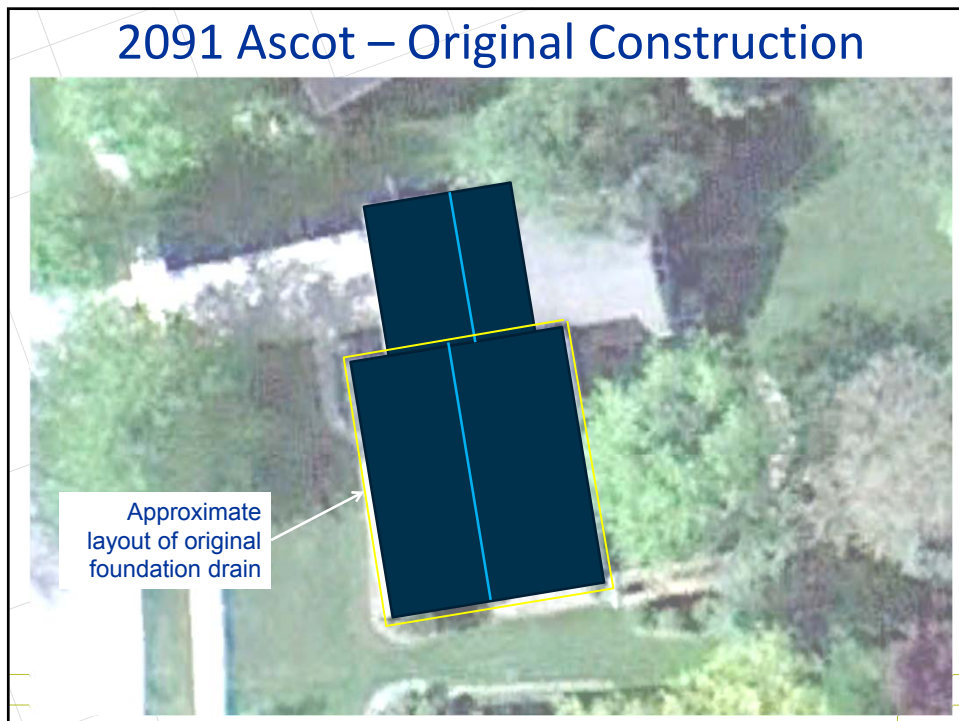 2091 Ascot – Original Construction
Approximate
layout of original
foundation drain